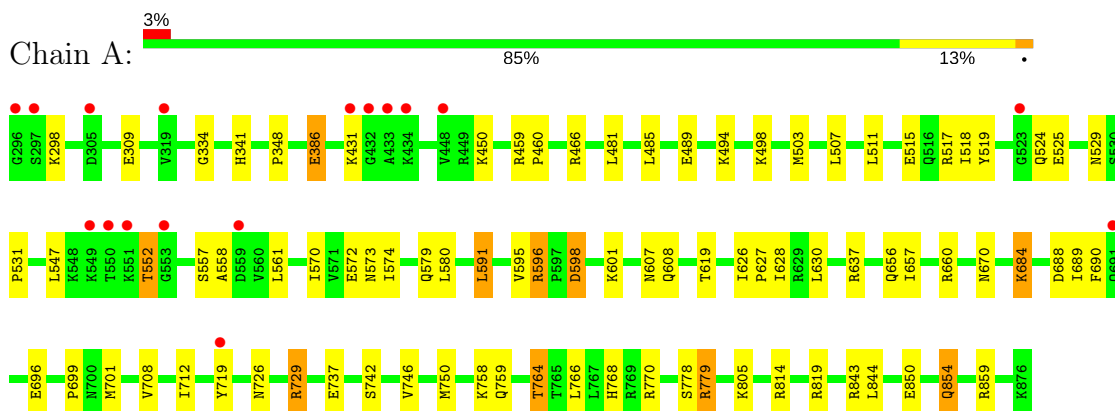 3%
Chain A:
85% 13% •
G296 S297 K298 D305 E309 V319 G334 H341 P348 E386 K431 G432 A433 K434 V448 R449 K450 R459 P460 R466 L481 L485 E489 K494 K498 M503 L507 L511 E515 Q516 R517 I518 Y519 G523 Q524 E525 N529 S530
P531 L547 K548 K549 T550 K551 T552 G553 S557 A558 D559 V560 L561 I570 V571 E572 N573 I574 Q579 L580 L591 V595 R596 P597 D598 K601 N607 Q608 T619 I626 P627 I628 R629 L630 R637 Q656 I657 R660 N670 K684 D688 I689 F690
E696 P699 N700 M701 V708 I712 Y719 N726 R729 E737 S742 V746 M750 K758 Q759 T764 T765 L766 L767 H768 R769 R770 S778 R779 K805 R814 R819 R843 L844 E850 Q854 R859 K876